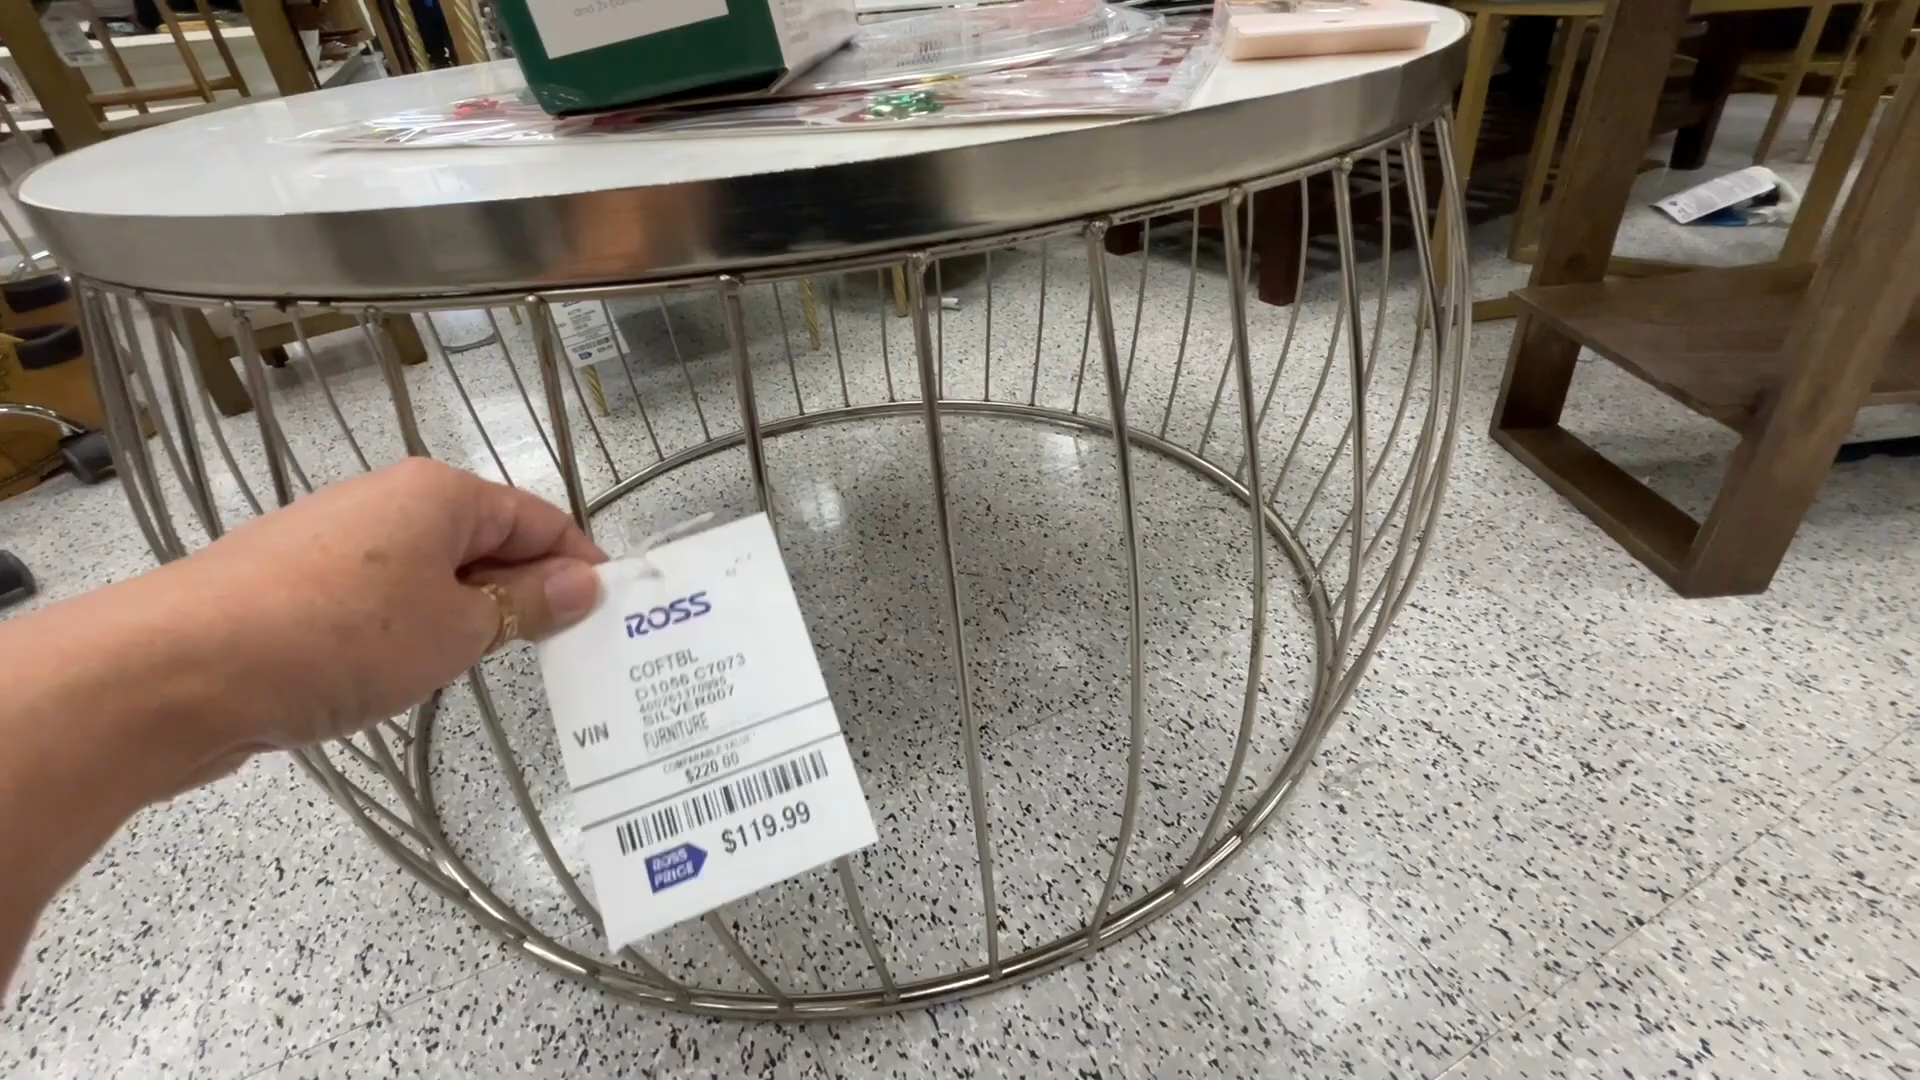 ROSS
COFTBL
D1056 C7073
SILVER007
VIN
FURNITURE
COMPARABLE VALUE*
$220.00
$119.99
ROSS
PRICE